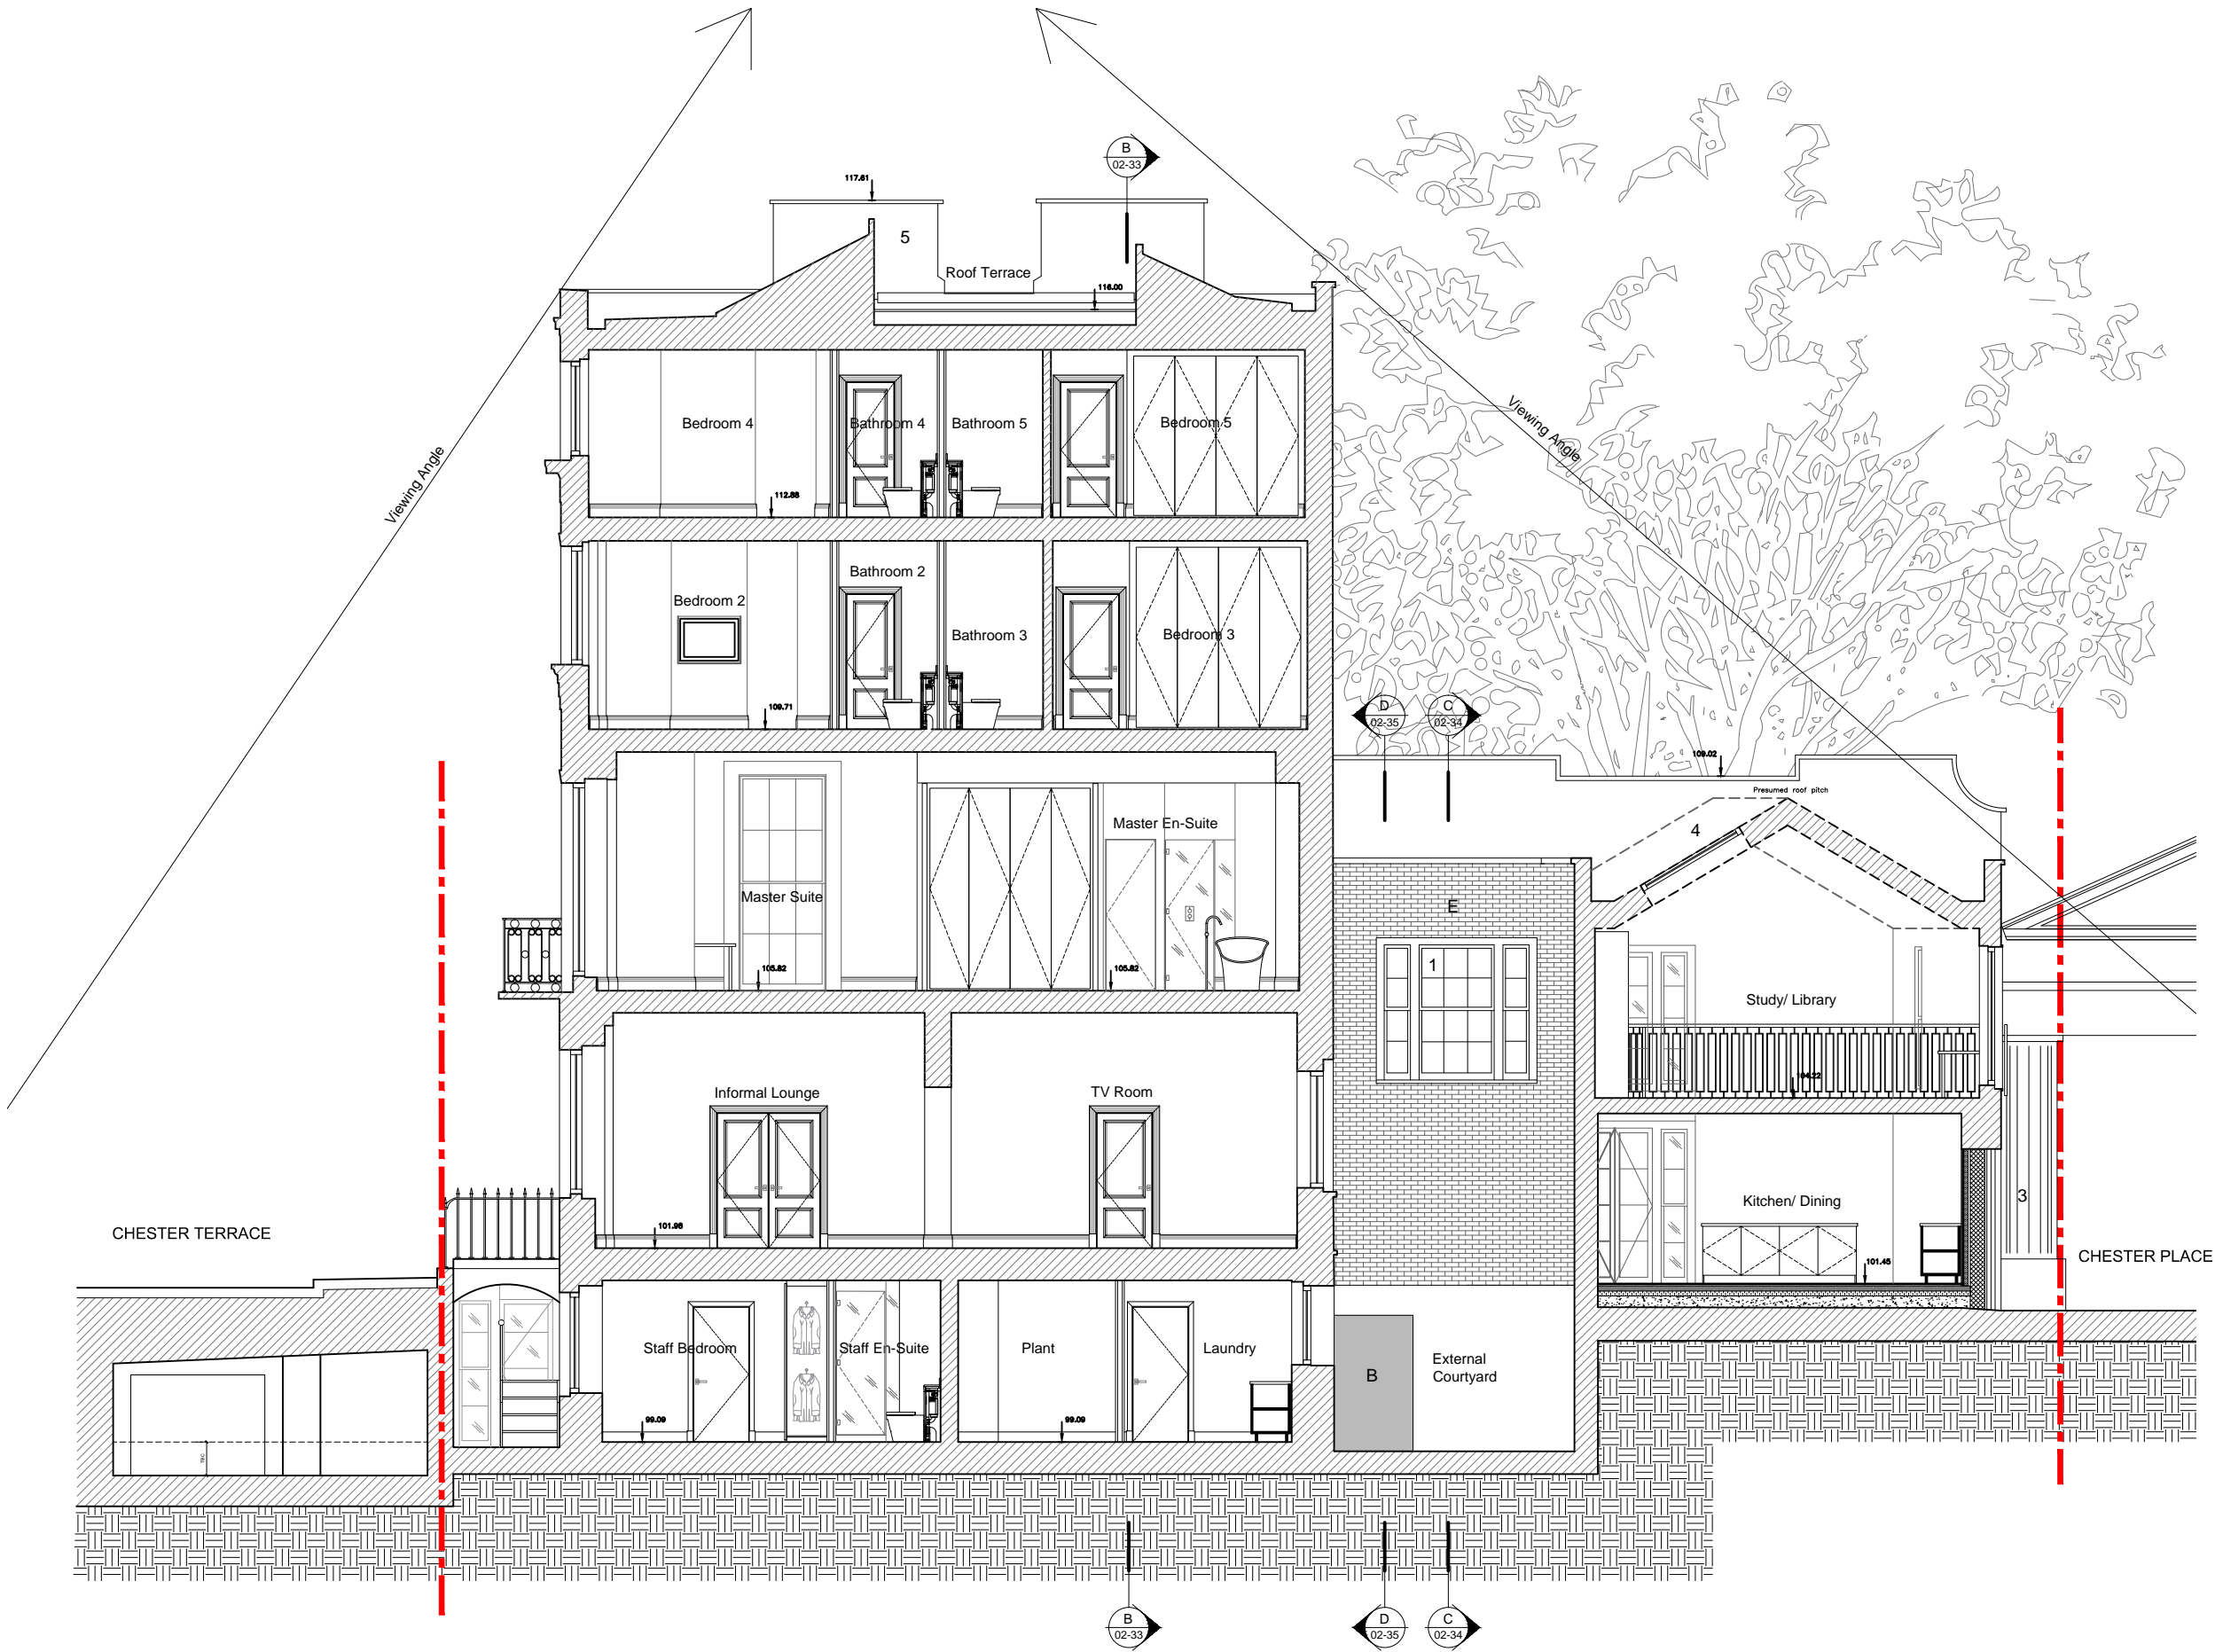 B
02-33
117.61
5
Roof Terrace
116.00
Viewing Angle
Viewing Angle
Bedroom 4
Bathroom 4
Bathroom 5
Bedroom 5
112.88
Bathroom 2
Bedroom 2
Bathroom 3
Bedroom 3
109.71
D
02-35
C
02-34
109.02
Presumed roof pitch
4
Master En-Suite
Master Suite
E
1
105.82
105.82
Study/ Library
104.22
Informal Lounge
TV Room
Kitchen/ Dining
3
101.98
CHESTER TERRACE
CHESTER PLACE
101.45
Staff Bedroom
Staff En-Suite
Plant
Laundry
B
External
Courtyard
99.09
99.09
B
02-33
D
02-35
C
02-34